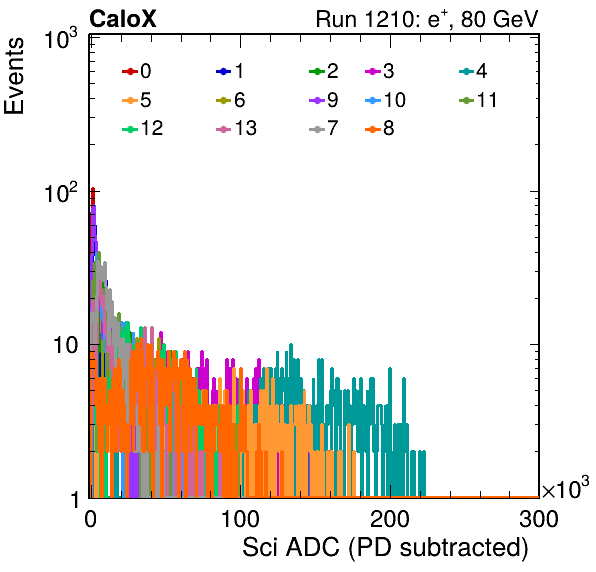 CaloX Run 1210: e⁺, 80 GeV
Events
10³
0 1 2 3 4
5 6 9 10 11
12 13 7 8
10²
10
1
×10³
0 100 200 300
Sci ADC (PD subtracted)